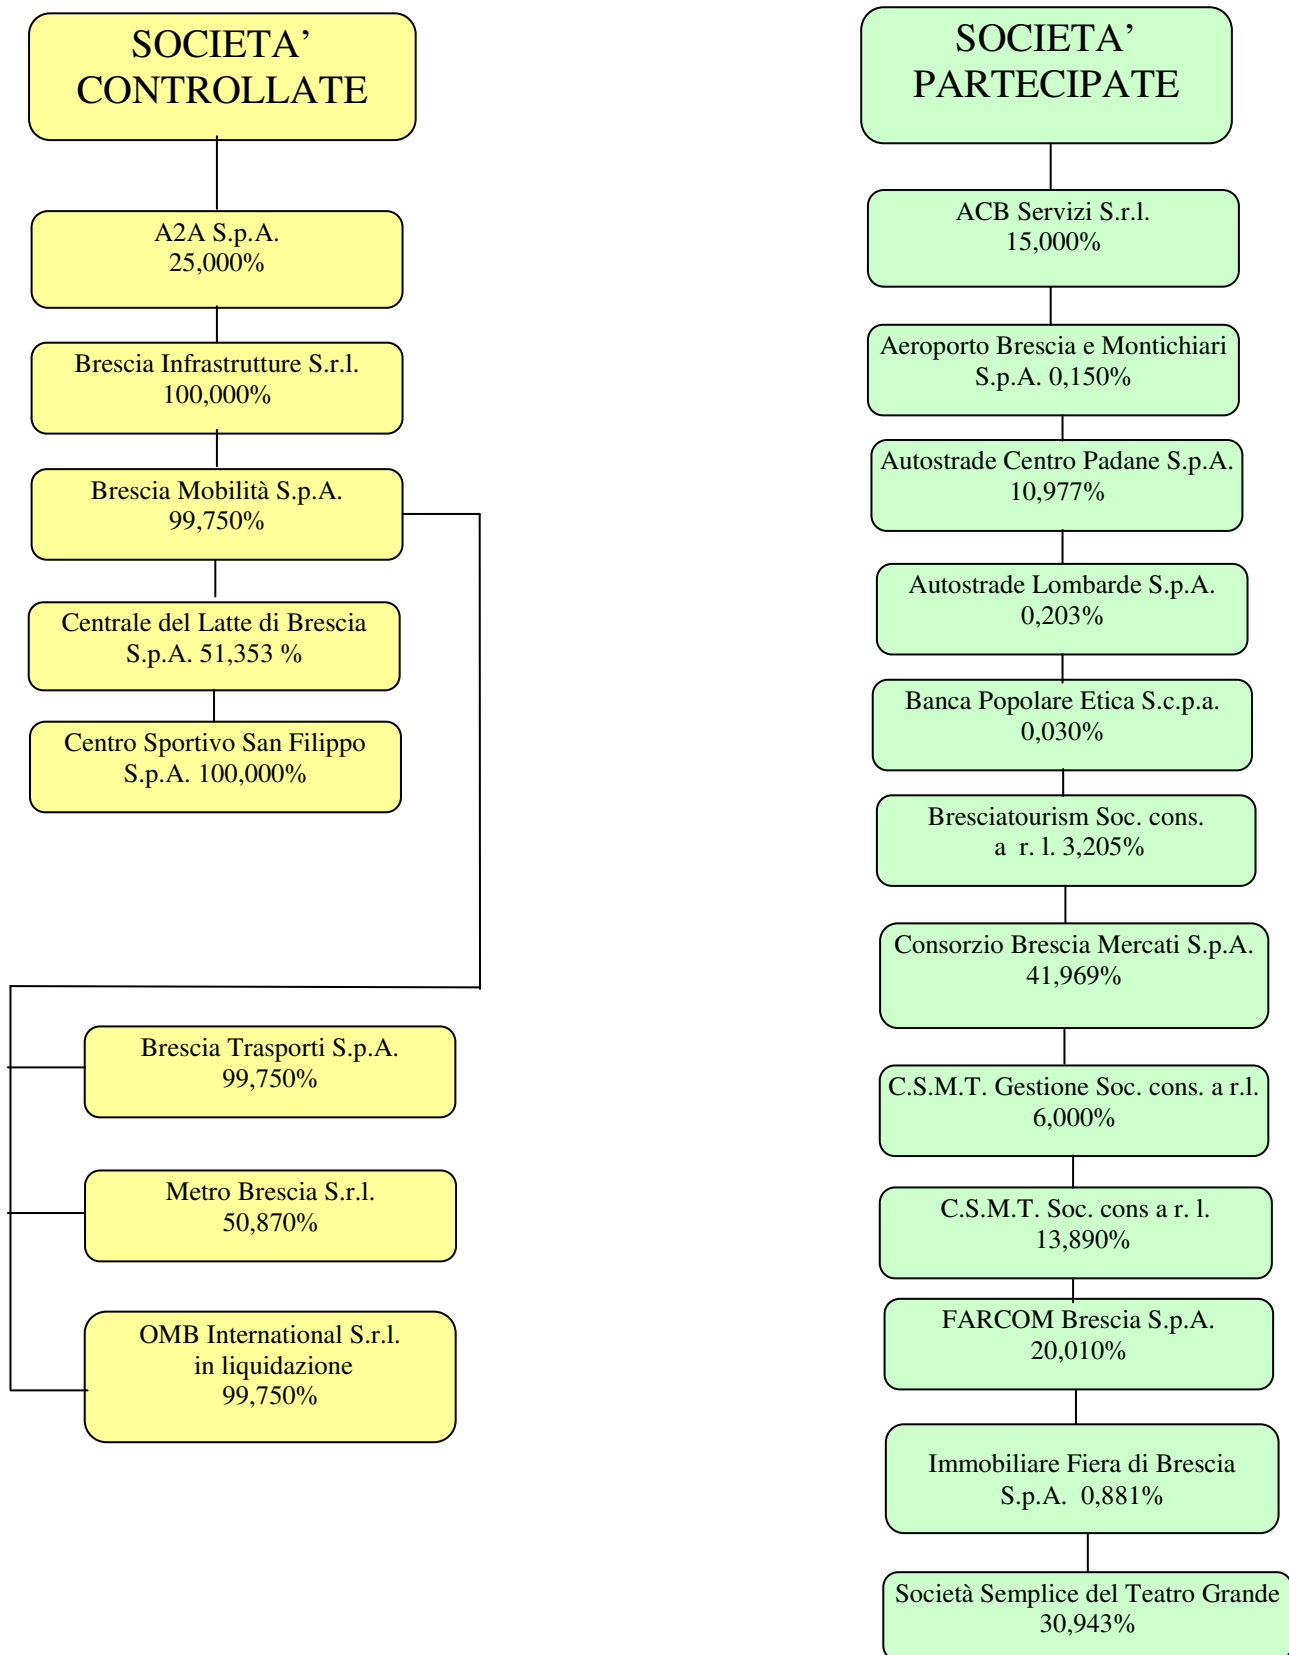 SOCIETA’
CONTROLLATE
A2A S.p.A.
25,000%
Brescia Infrastrutture S.r.l.
100,000%
Brescia Mobilità S.p.A.
99,750%
Centrale del Latte di Brescia
S.p.A. 51,353 %
Centro Sportivo San Filippo
S.p.A. 100,000%
Brescia Trasporti S.p.A.
99,750%
Metro Brescia S.r.l.
50,870%
OMB International S.r.l.
in liquidazione
99,750%
SOCIETA’
PARTECIPATE
ACB Servizi S.r.l.
15,000%
Aeroporto Brescia e Montichiari
S.p.A. 0,150%
Autostrade Centro Padane S.p.A.
10,977%
Autostrade Lombarde S.p.A.
0,203%
Banca Popolare Etica S.c.p.a.
0,030%
Bresciatourism Soc. cons.
a r. l. 3,205%
Consorzio Brescia Mercati S.p.A.
41,969%
C.S.M.T. Gestione Soc. cons. a r.l.
6,000%
C.S.M.T. Soc. cons a r. l.
13,890%
FARCOM Brescia S.p.A.
20,010%
Immobiliare Fiera di Brescia
S.p.A. 0,881%
Società Semplice del Teatro Grande
30,943%